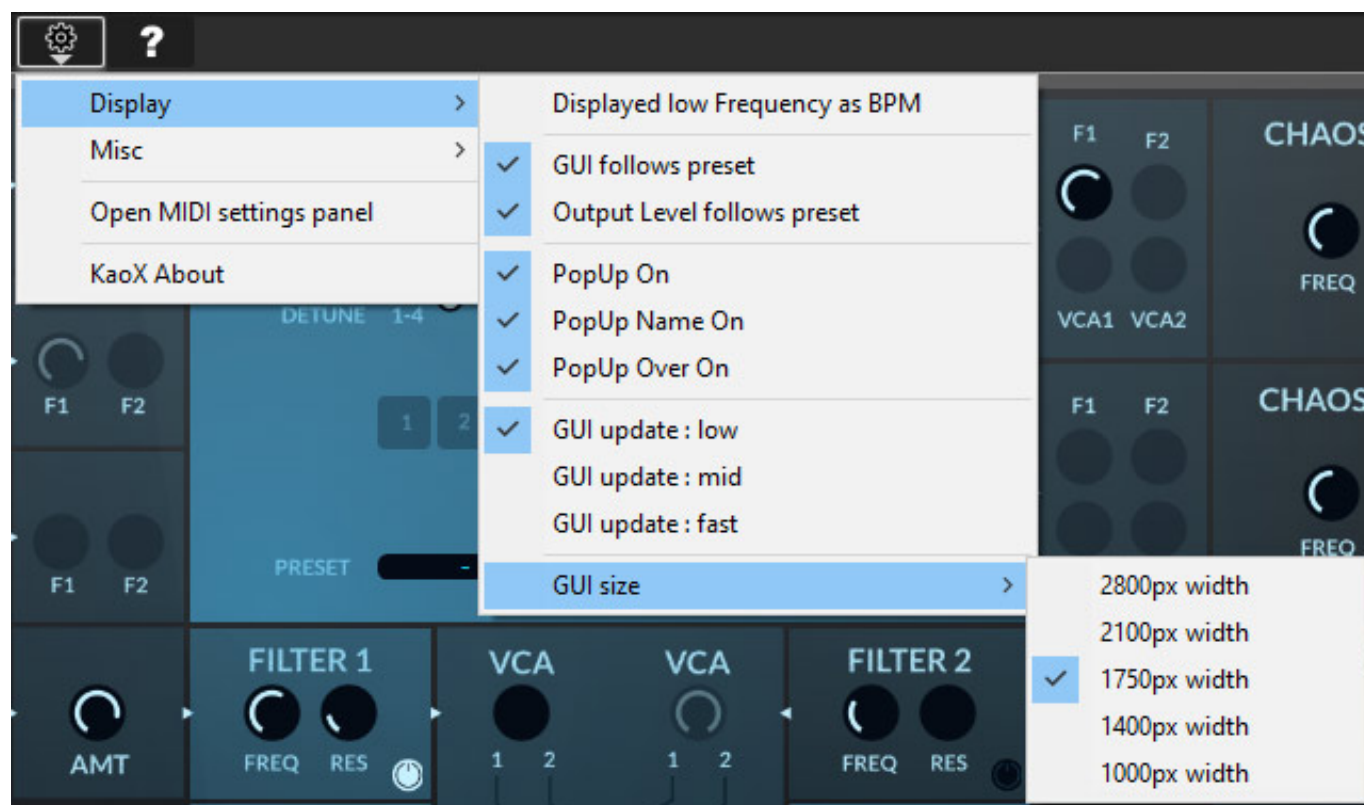 ?
Display
Misc
Open MIDI settings panel
KaoX About
Displayed low Frequency as BPM
GUI follows preset
Output Level follows preset
PopUp On
PopUp Name On
PopUp Over On
GUI update : low
GUI update : mid
GUI update : fast
GUI size
2800px width
2100px width
1750px width
1400px width
1000px width
F1 F2
CHAOS
FREQ
VCA1 VCA2
DETUNE 1-4
F1 F2
1 2
F1 F2
CHAOS
FREQ
F1 F2
PRESET -
FILTER 1
VCA
VCA
FILTER 2
AMT
FREQ RES
1 2
1 2
FREQ RES